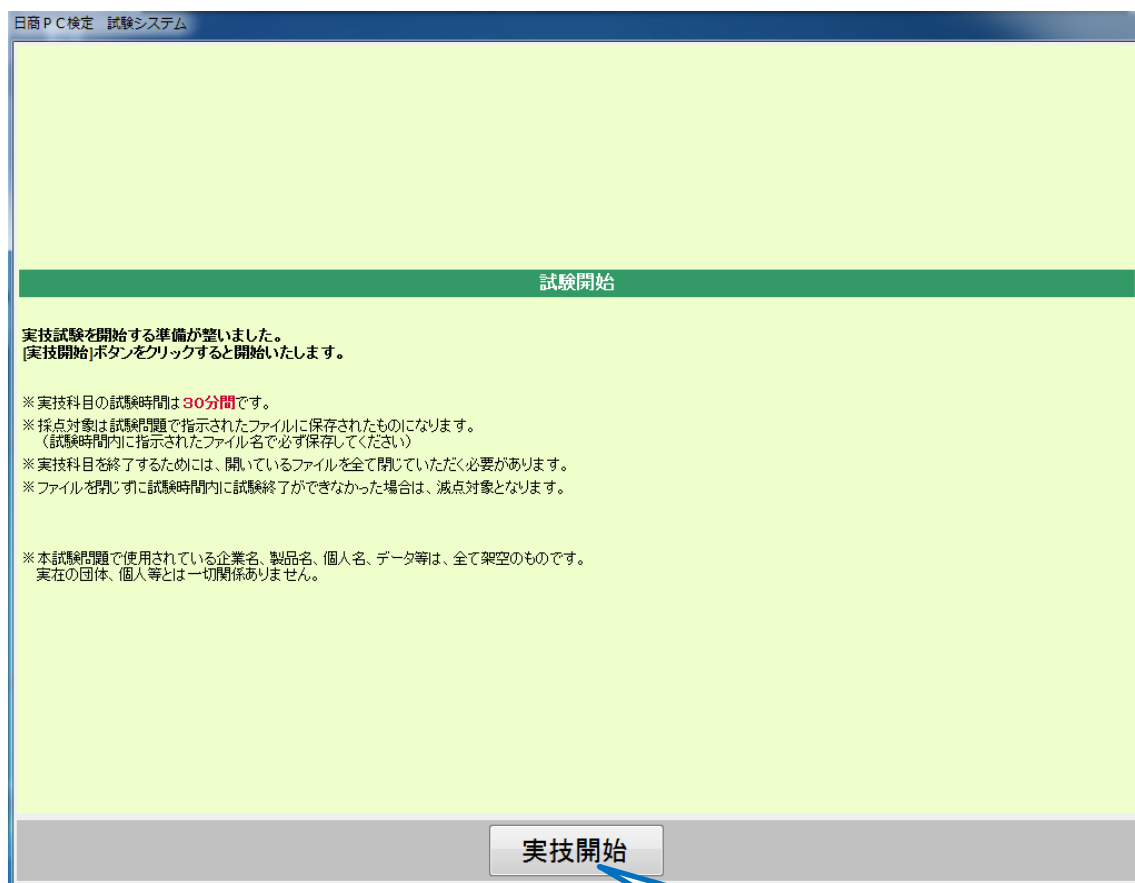 日商ＰＣ検定　試験システム
試験開始
実技試験を開始する準備が整いました。
[実技開始]ボタンをクリックすると開始いたします。
※実技科目の試験時間は30分間です。
※採点対象は試験問題で指示されたファイルに保存されたものになります。
（試験時間内に指示されたファイル名で必ず保存してください）
※実技科目を終了するためには、開いているファイルを全て閉じていただく必要があります。
※ファイルを閉じずに試験時間内に試験終了ができなかった場合は、減点対象となります。
※本試験問題で使用されている企業名、製品名、個人名、データ等は、全て架空のものです。
実在の団体、個人等とは一切関係ありません。
実技開始